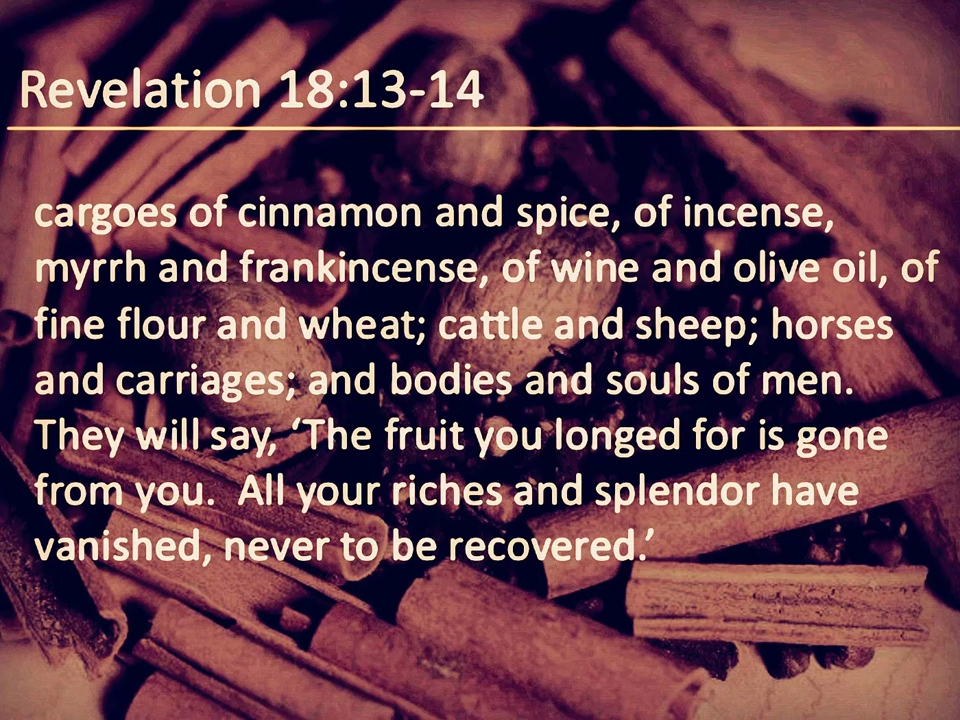 Revelation 18:13-14
cargoes of cinnamon and spice, of incense,
myrrh and frankincense, of wine and olive oil, of
fine flour and wheat; cattle and sheep; horses
and carriages; and bodies and souls of men.
They will say, ‘The fruit you longed for is gone
from you.  All your riches and splendor have
vanished, never to be recovered.’